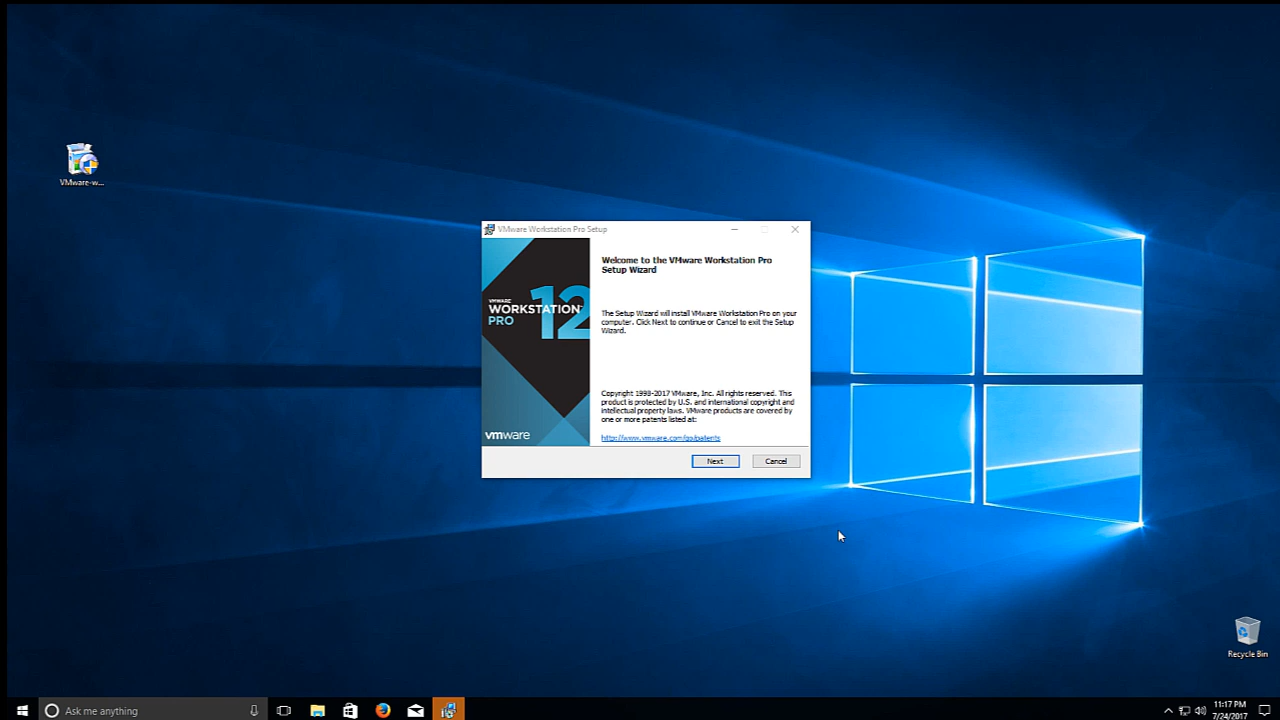 VMware-w...
VMware Workstation Pro Setup
VMWARE
WORKSTATION
PRO
12
vmware
Welcome to the VMware Workstation Pro
Setup Wizard
The Setup Wizard will install VMware Workstation Pro on your
computer. Click Next to continue or Cancel to exit the Setup
Wizard.
Copyright 1998-2017 VMware, Inc. All rights reserved. This
product is protected by U.S. and international copyright and
intellectual property laws. VMware products are covered by
one or more patents listed at:
http://www.vmware.com/go/patents
Next
Cancel
Recycle Bin
Ask me anything
11:17 PM
7/24/2017